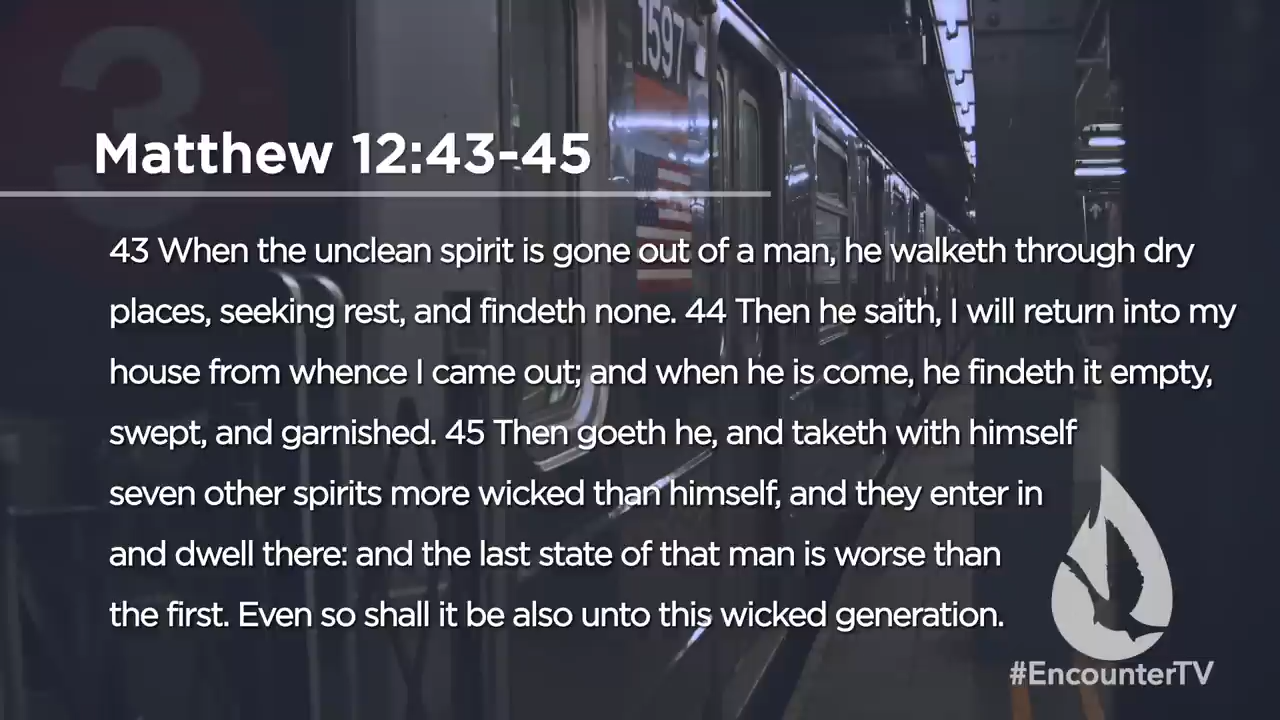 3
1597
Matthew 12:43-45
43 When the unclean spirit is gone out of a man, he walketh through dry
places, seeking rest, and findeth none. 44 Then he saith, I will return into my
house from whence I came out; and when he is come, he findeth it empty,
swept, and garnished. 45 Then goeth he, and taketh with himself
seven other spirits more wicked than himself, and they enter in
and dwell there: and the last state of that man is worse than
the first. Even so shall it be also unto this wicked generation.
#EncounterTV